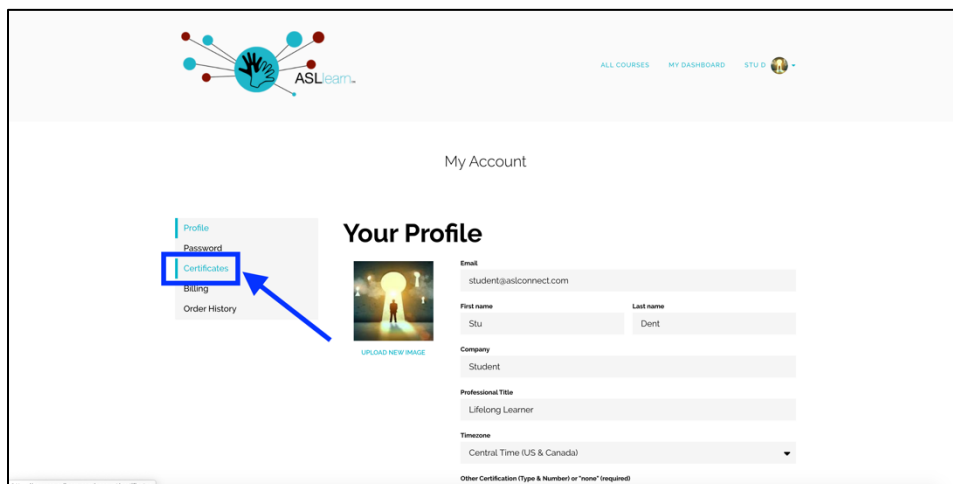 ASLlearn
ALL COURSES MY DASHBOARD STU D
My Account
Profile
Password
Certificates
Billing
Order History
Your Profile
UPLOAD NEW IMAGE
Email
student@aslconnect.com
First name Last name
Stu Dent
Company
Student
Professional Title
Lifelong Learner
Timezone
Central Time (US & Canada)
Other Certification (Type & Number) or "none" (required)